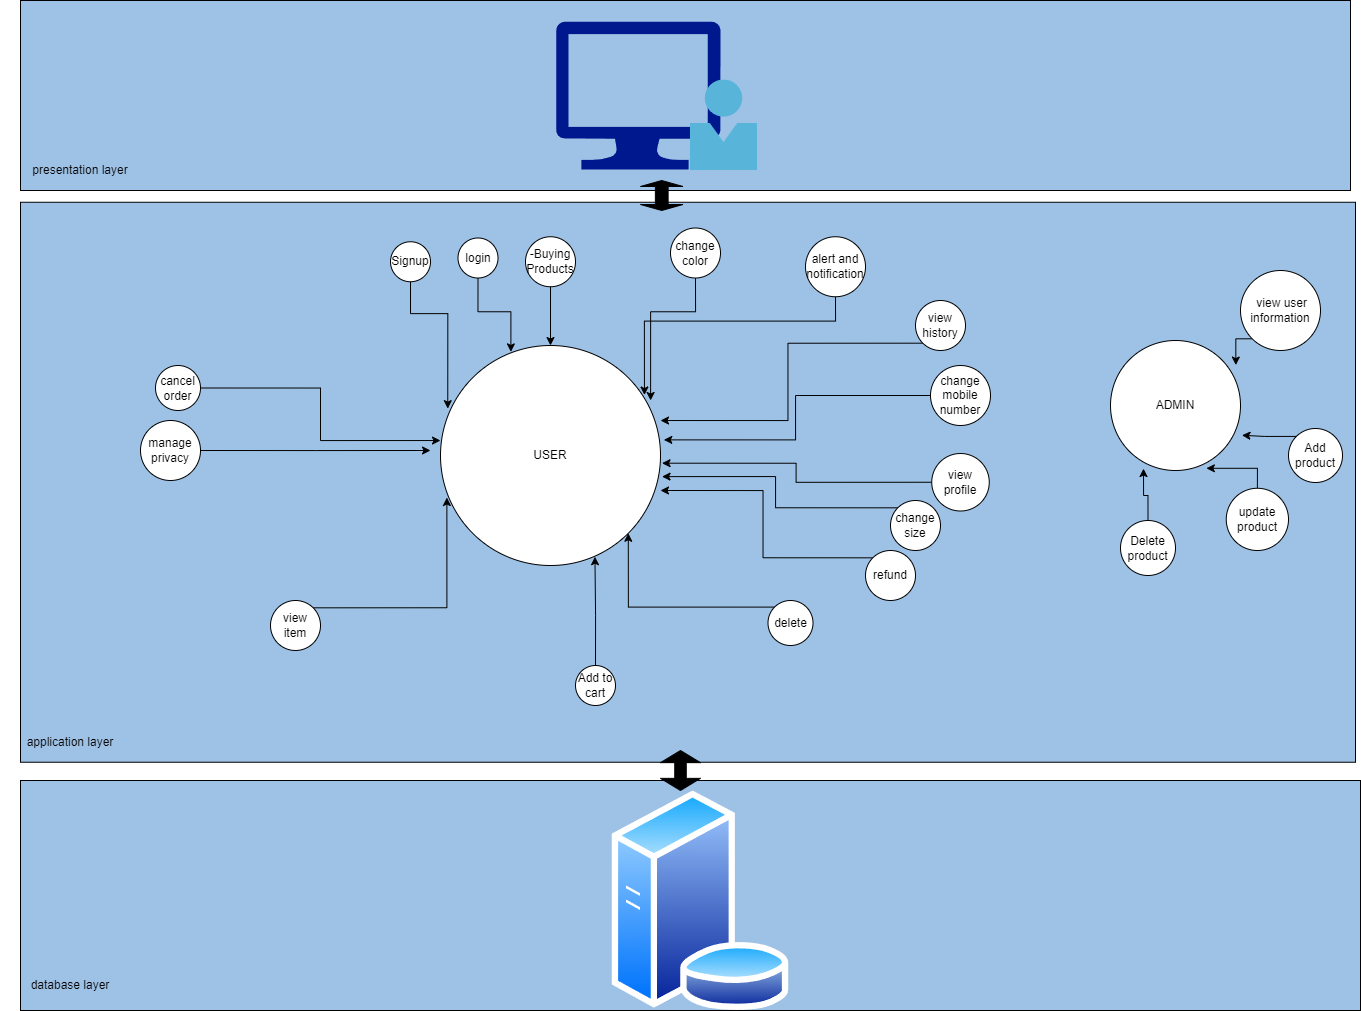 presentation layer
Signup
login
-Buying
Products
change
color
alert and
notification
view
history
view user
information
cancel
order
change
mobile
number
ADMIN
manage
privacy
USER
Add
product
view
profile
change
size
update
product
Delete
product
refund
view
item
delete
Add to
cart
application layer
database layer